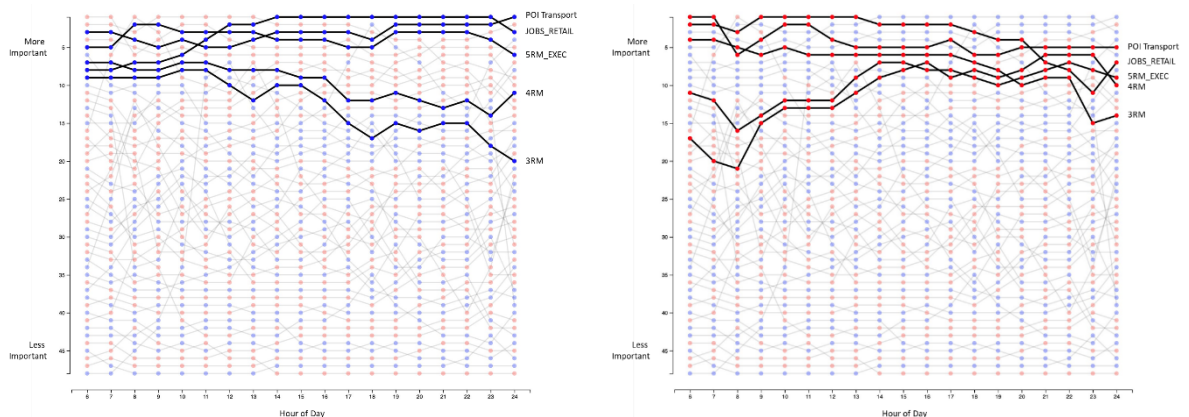 More
Important
5
10
15
20
25
30
35
40
45
Less
Important
6 7 8 9 10 11 12 13 14 15 16 17 18 19 20 21 22 23 24
Hour of Day
POI Transport
JOBS_RETAIL
5RM_EXEC
4RM
3RM
More
Important
5
10
15
20
25
30
35
40
45
Less
Important
6 7 8 9 10 11 12 13 14 15 16 17 18 19 20 21 22 23 24
Hour of Day
POI Transport
JOBS_RETAIL
5RM_EXEC
4RM
3RM